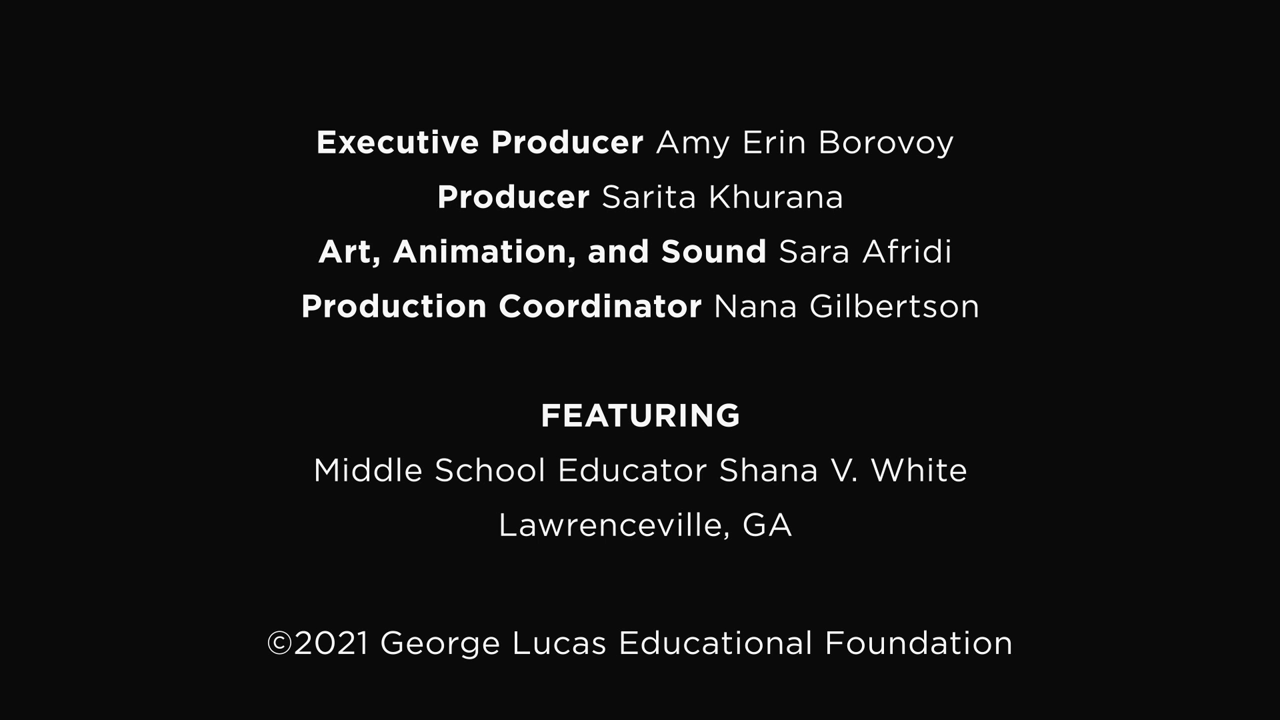 Executive Producer Amy Erin Borovoy
Producer Sarita Khurana
Art, Animation, and Sound Sara Afridi
Production Coordinator Nana Gilbertson
FEATURING
Middle School Educator Shana V. White
Lawrenceville, GA
©2021 George Lucas Educational Foundation